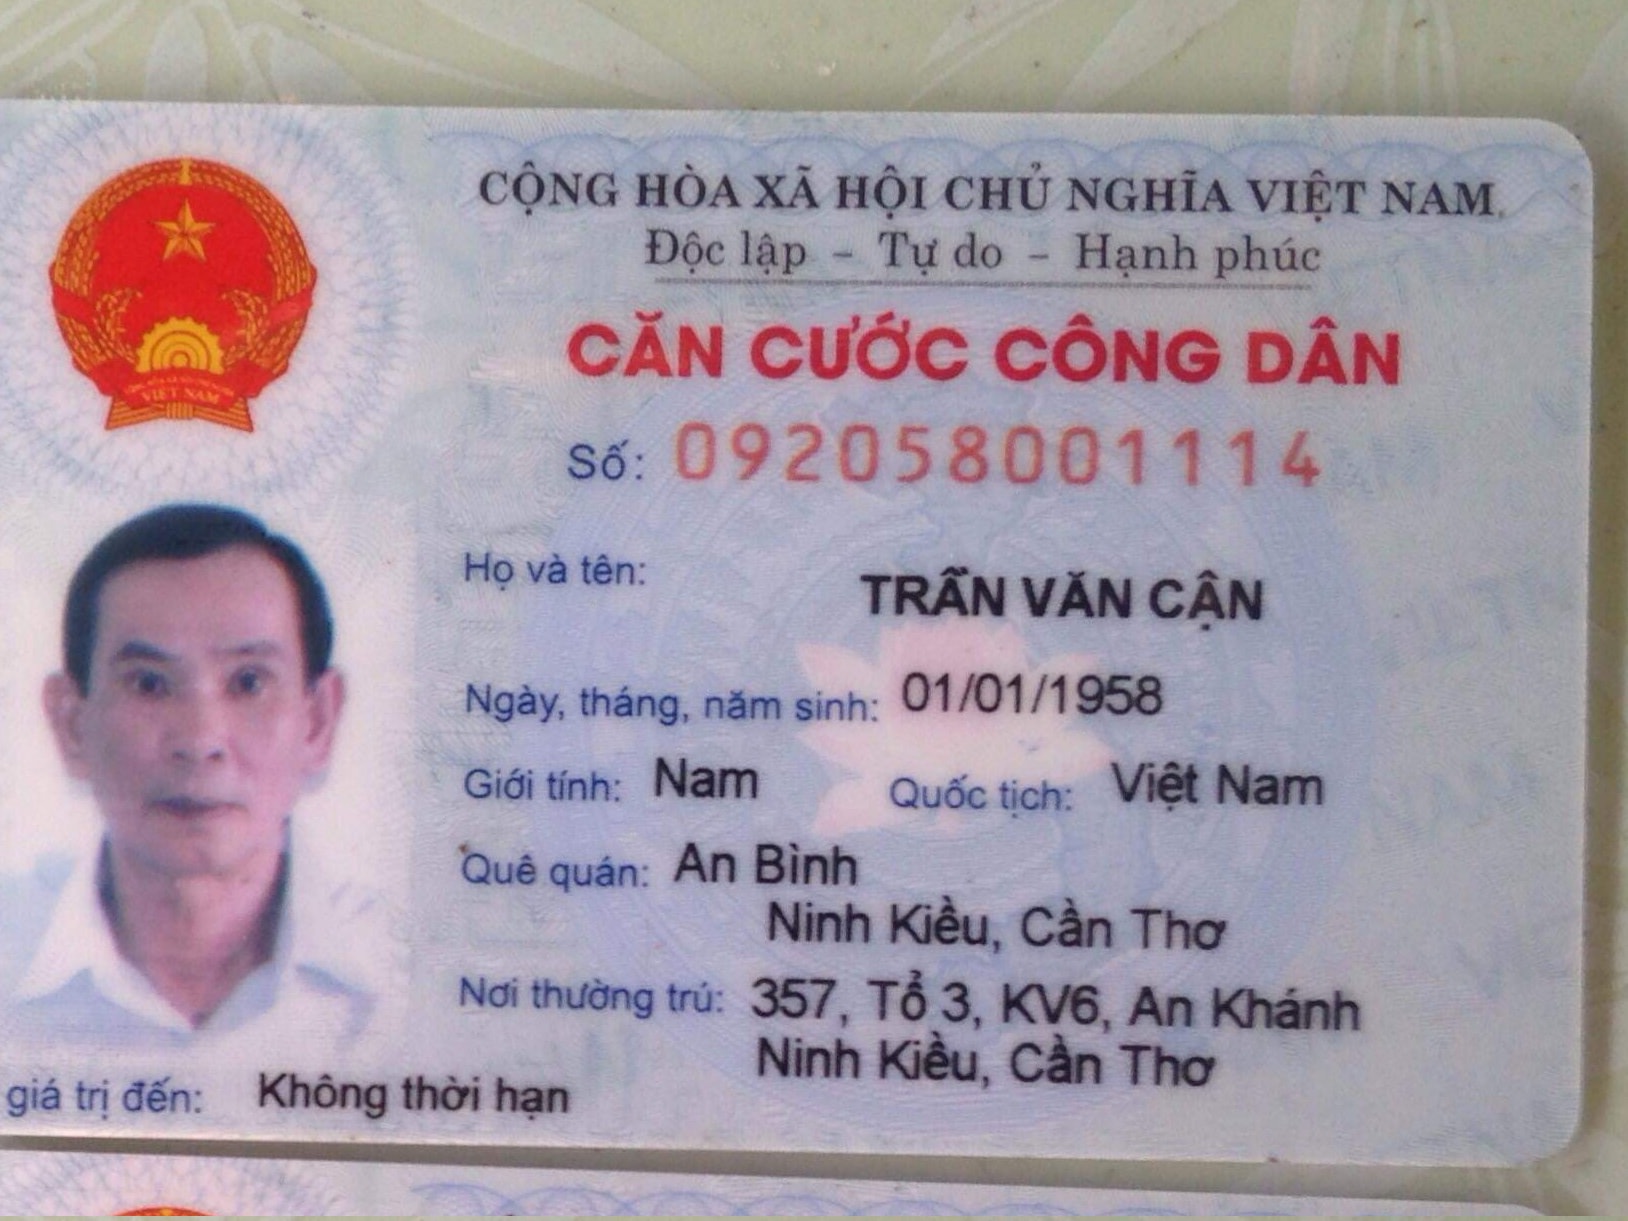 CỘNG HÒA XÃ HỘI CHỦ NGHĨA VIỆT NAM
Độc lập - Tự do - Hạnh phúc
CĂN CƯỚC CÔNG DÂN
Số: 092058001114
Họ và tên: TRẦN VĂN CẬN
Ngày, tháng, năm sinh: 01/01/1958
Giới tính: Nam Quốc tịch: Việt Nam
Quê quán: An Bình
Ninh Kiều, Cần Thơ
Nơi thường trú: 357, Tổ 3, KV6, An Khánh
Ninh Kiều, Cần Thơ
giá trị đến: Không thời hạn
VIỆT NAM